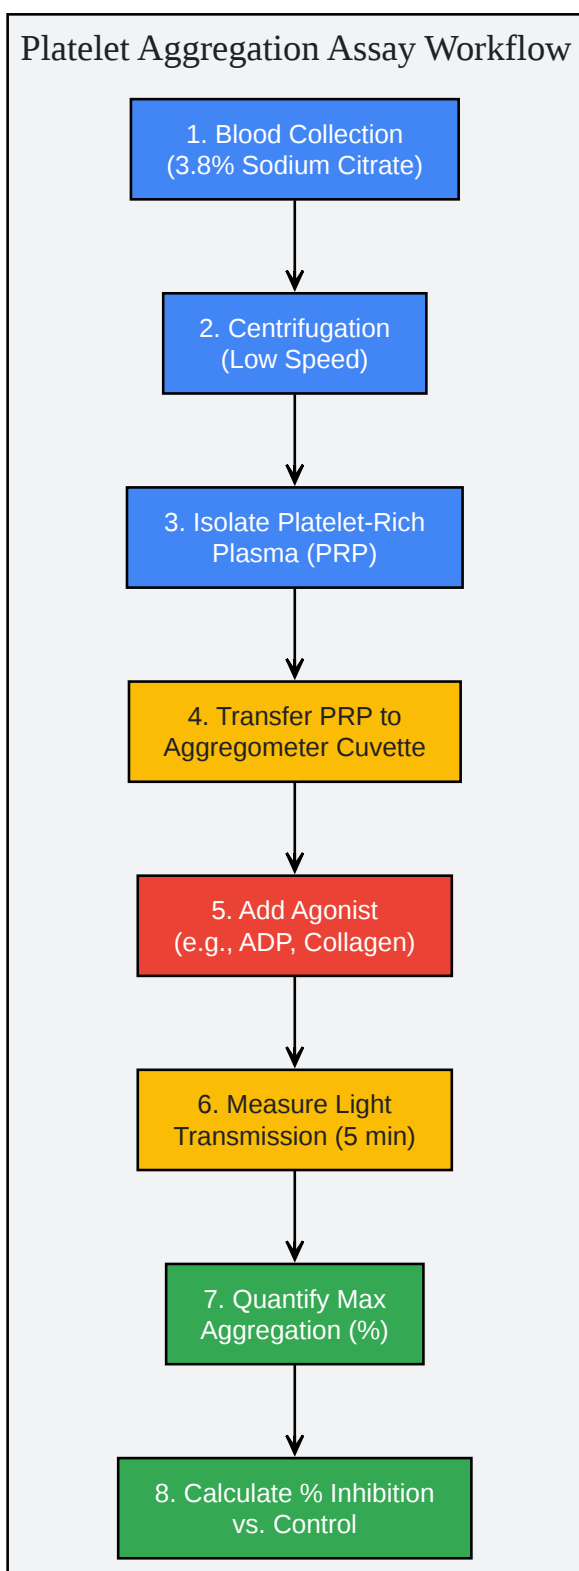 Platelet Aggregation Assay Workflow
1. Blood Collection
(3.8% Sodium Citrate)
2. Centrifugation
(Low Speed)
3. Isolate Platelet-Rich
Plasma (PRP)
4. Transfer PRP to
Aggregometer Cuvette
5. Add Agonist
(e.g., ADP, Collagen)
6. Measure Light
Transmission (5 min)
7. Quantify Max
Aggregation (%)
8. Calculate % Inhibition
vs. Control